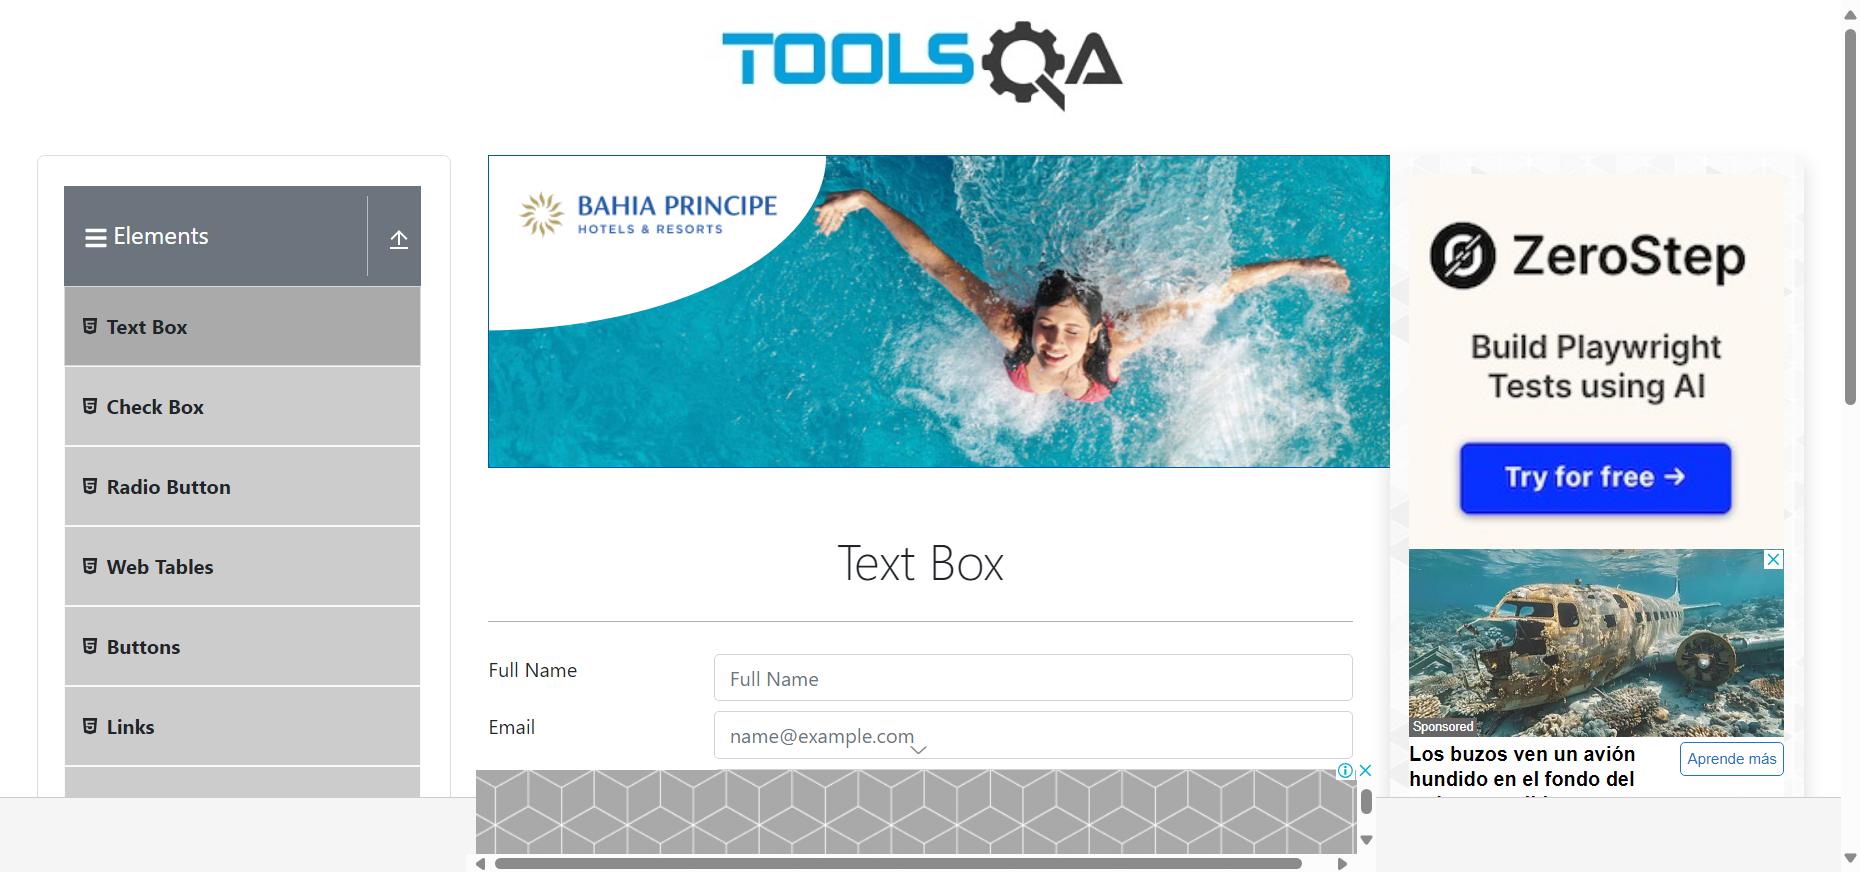 TOOLSQA
Elements
Text Box
Check Box
Radio Button
Web Tables
Buttons
Links
BAHIA PRINCIPE
HOTELS & RESORTS
Text Box
Full Name
Full Name
Email
name@example.com
ZeroStep
Build Playwright
Tests using AI
Try for free →
Sponsored
Los buzos ven un avión
hundido en el fondo del
Aprende más